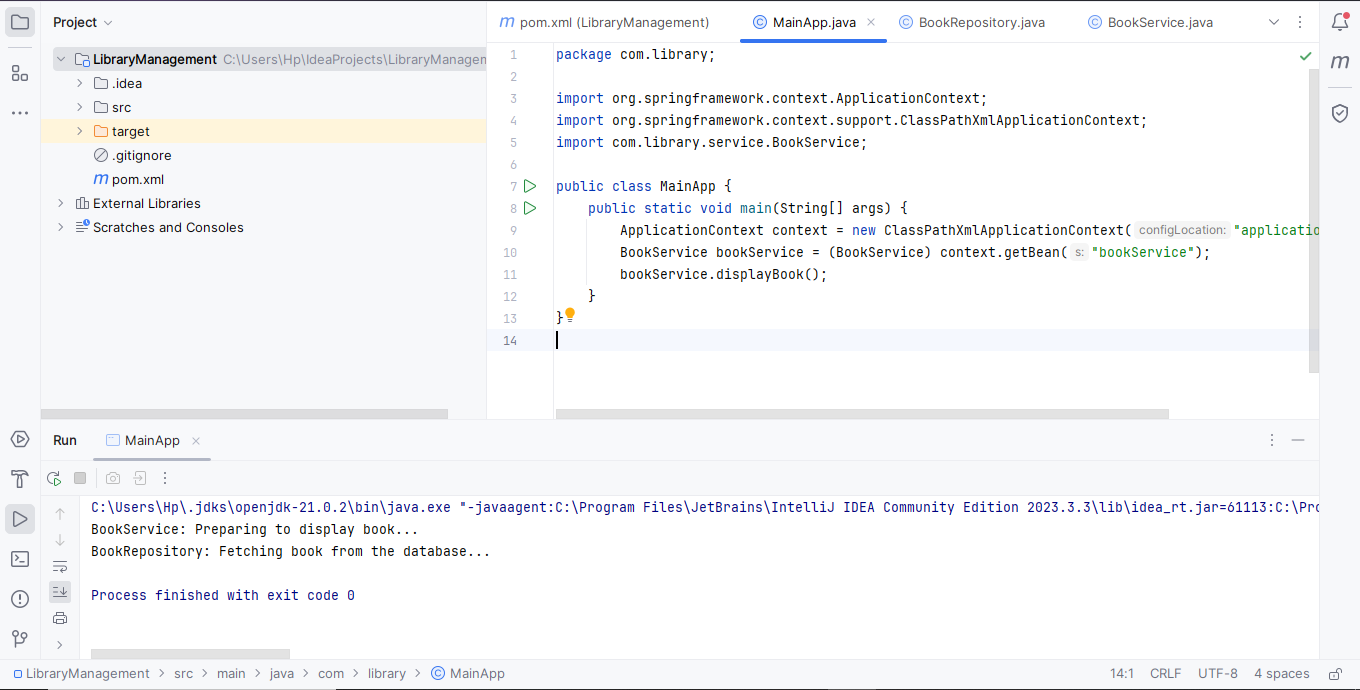 Project
LibraryManagement C:\Users\Hp\IdeaProjects\LibraryManagen
.idea
src
target
.gitignore
pom.xml
External Libraries
Scratches and Consoles
pom.xml (LibraryManagement) MainApp.java BookRepository.java BookService.java
1 package com.library;
2
3 import org.springframework.context.ApplicationContext;
4 import org.springframework.context.support.ClassPathXmlApplicationContext;
5 import com.library.service.BookService;
6
7 public class MainApp {
8 public static void main(String[] args) {
9 ApplicationContext context = new ClassPathXmlApplicationContext( configLocation: "applicatio
10 BookService bookService = (BookService) context.getBean( s: "bookService");
11 bookService.displayBook();
12 }
13 }
14
Run MainApp
C:\Users\Hp\.jdks\openjdk-21.0.2\bin\java.exe "-javaagent:C:\Program Files\JetBrains\IntelliJ IDEA Community Edition 2023.3.3\lib\idea_rt.jar=61113:C:\Pro
BookService: Preparing to display book...
BookRepository: Fetching book from the database...
Process finished with exit code 0
LibraryManagement > src > main > java > com > library > MainApp 14:1 CRLF UTF-8 4 spaces